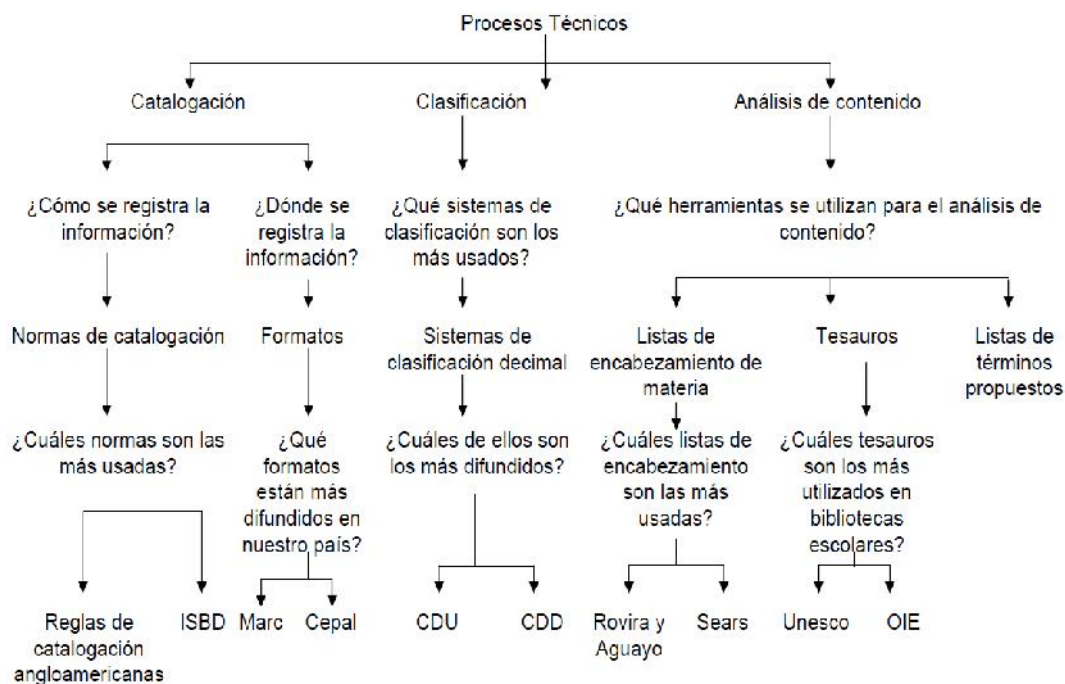 Procesos Técnicos
Catalogación
Clasificación
Análisis de contenido
¿Cómo se registra la
información?
¿Dónde se
registra la
información?
¿Qué sistemas de
clasificación son los
más usados?
¿Qué herramientas se utilizan para el análisis de
contenido?
Normas de catalogación
Formatos
Sistemas de
clasificación decimal
Listas de
encabezamiento de
materia
Tesauros
Listas de
términos
propuestos
¿Cuáles normas son las
más usadas?
¿Qué
formatos
están más
difundidos en
nuestro país?
¿Cuáles de ellos son
los más difundidos?
¿Cuáles listas de
encabezamiento
son las más
usadas?
¿Cuáles tesauros
son los más
utilizados en
bibliotecas
escolares?
Reglas de
catalogación
angloamericanas
ISBD
Marc
Cepal
CDU
CDD
Rovira y
Aguayo
Sears
Unesco
OIE